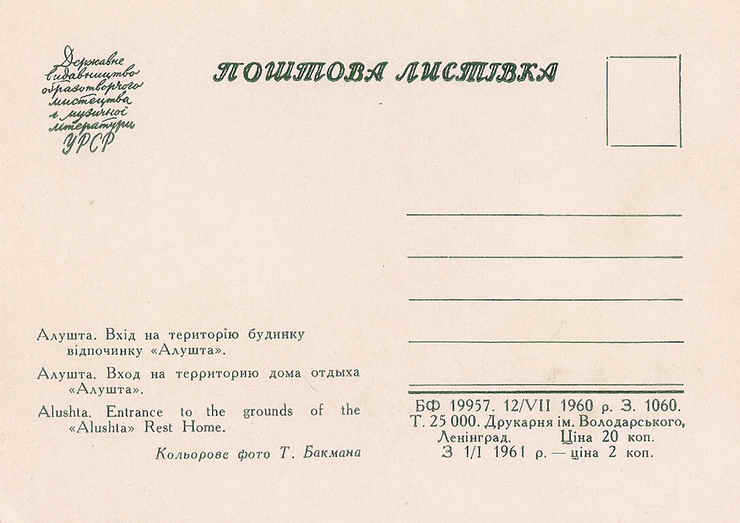 Державне
видавництво
образотворчого
мистецтва
і музичної
літератури
УРСР
ПОШТОВА ЛИСТІВКА
Алушта. Вхід на територію будинку
відпочинку «Алушта».
Алушта. Вход на территорию дома отдыха
«Алушта».
Alushta. Entrance to the grounds of the
«Alushta» Rest Home.
Кольорове фото Т. Бакмана
БФ 19957. 12/VII 1960 р. З. 1060.
Т. 25 000. Друкарня ім. Володарського,
Ленінград. Ціна 20 коп.
З 1/I 1961 р. — ціна 2 коп.